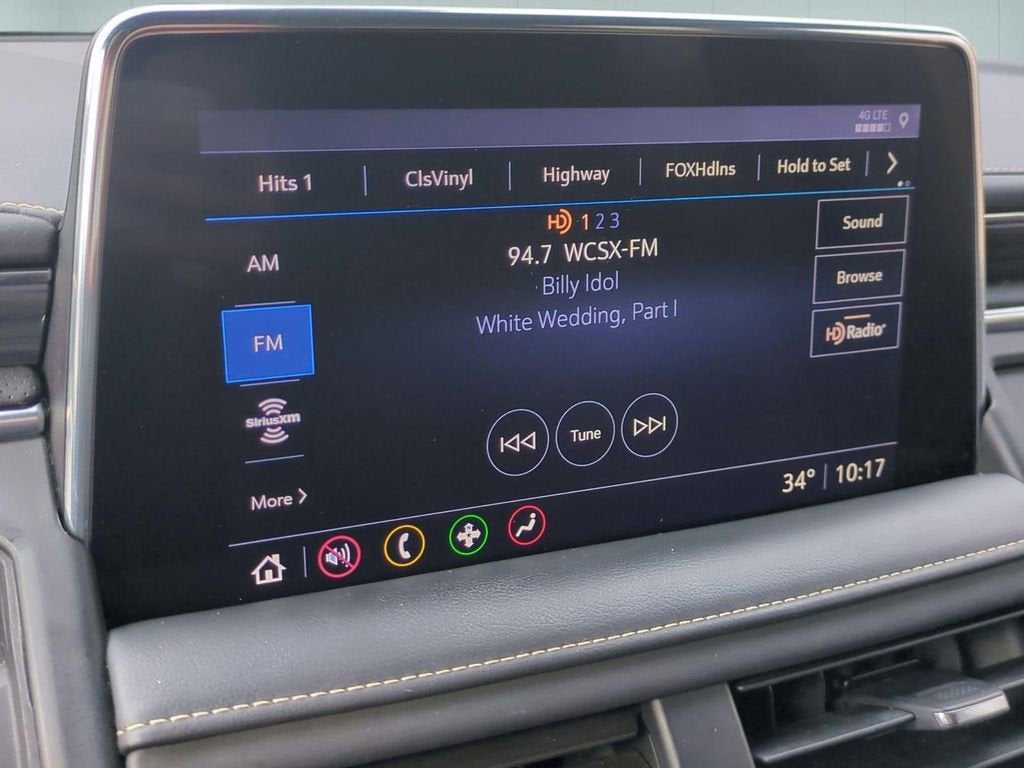 4G LTE
Hits 1 ClsVinyl Highway FOXHdlns Hold to Set
HD 1 2 3
Sound
AM
94.7 WCSX-FM
Billy Idol
Browse
White Wedding, Part I
FM
HD Radio
SiriusXM
Tune
More
34° 10:17